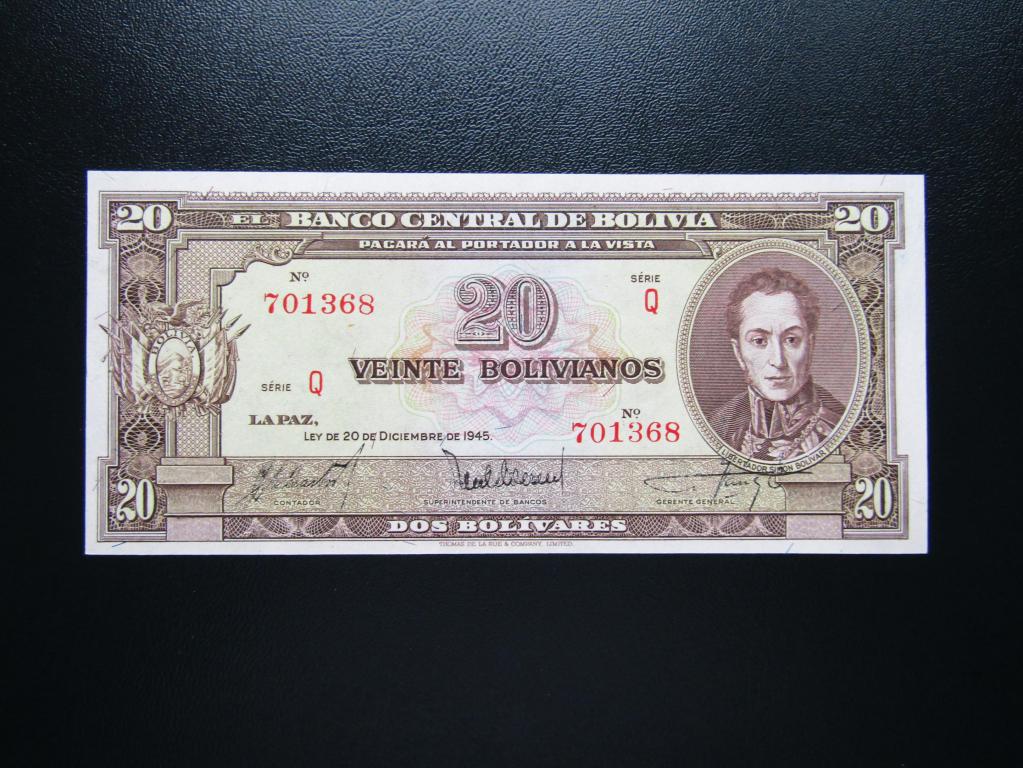 20 EL BANCO CENTRAL DE BOLIVIA 20
PAGARÁ AL PORTADOR A LA VISTA
Nº SÉRIE
701368 20 Q
BOLIVIA
VEINTE BOLIVIANOS
SÉRIE Q
LA PAZ, Nº
LEY DE 20 DE DICIEMBRE DE 1945. 701368
LIBERTADOR SIMON BOLIVAR
20 CONTADOR SUPERINTENDENTE DE BANCOS GERENTE GENERAL 20
DOS BOLÍVARES
THOMAS DE LA RUE & COMPANY, LIMITED.